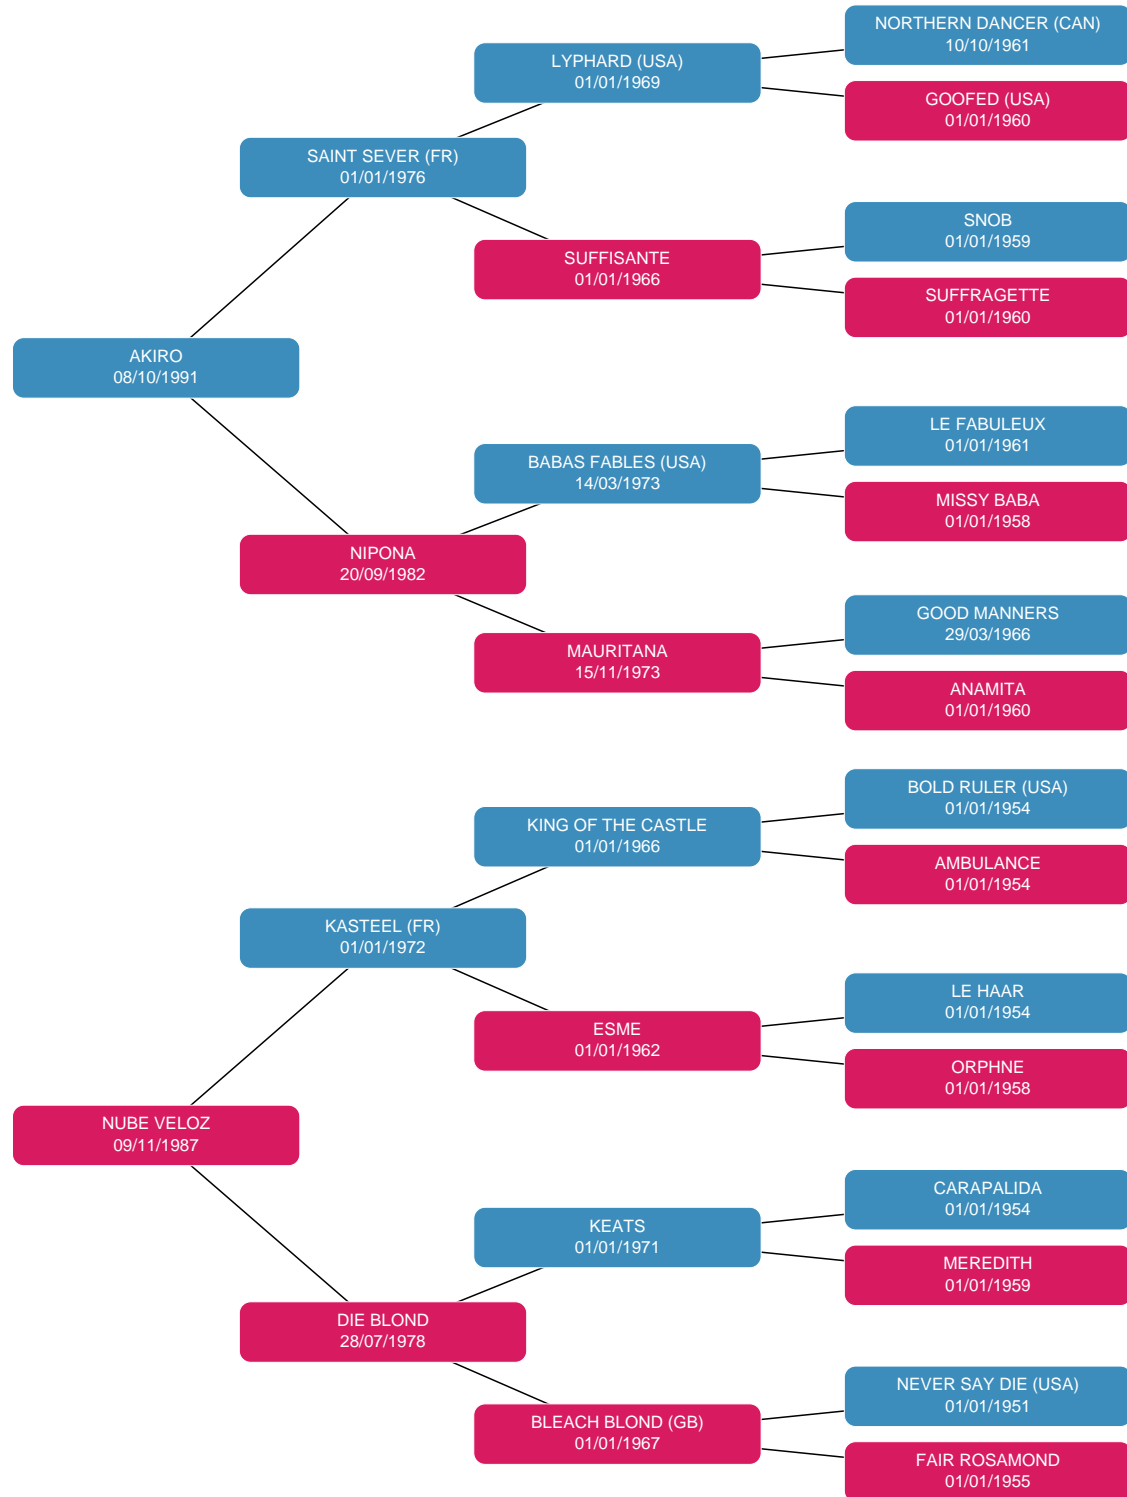 NORTHERN DANCER (CAN)
10/10/1961
LYPHARD (USA)
01/01/1969
GOOFED (USA)
01/01/1960
SAINT SEVER (FR)
01/01/1976
SNOB
01/01/1959
SUFFISANTE
01/01/1966
SUFFRAGETTE
01/01/1960
AKIRO
08/10/1991
LE FABULEUX
01/01/1961
BABAS FABLES (USA)
14/03/1973
MISSY BABA
01/01/1958
NIPONA
20/09/1982
GOOD MANNERS
29/03/1966
MAURITANA
15/11/1973
ANAMITA
01/01/1960
BOLD RULER (USA)
01/01/1954
KING OF THE CASTLE
01/01/1966
AMBULANCE
01/01/1954
KASTEEL (FR)
01/01/1972
LE HAAR
01/01/1954
ESME
01/01/1962
ORPHNE
01/01/1958
NUBE VELOZ
09/11/1987
CARAPALIDA
01/01/1954
KEATS
01/01/1971
MEREDITH
01/01/1959
DIE BLOND
28/07/1978
NEVER SAY DIE (USA)
01/01/1951
BLEACH BLOND (GB)
01/01/1967
FAIR ROSAMOND
01/01/1955